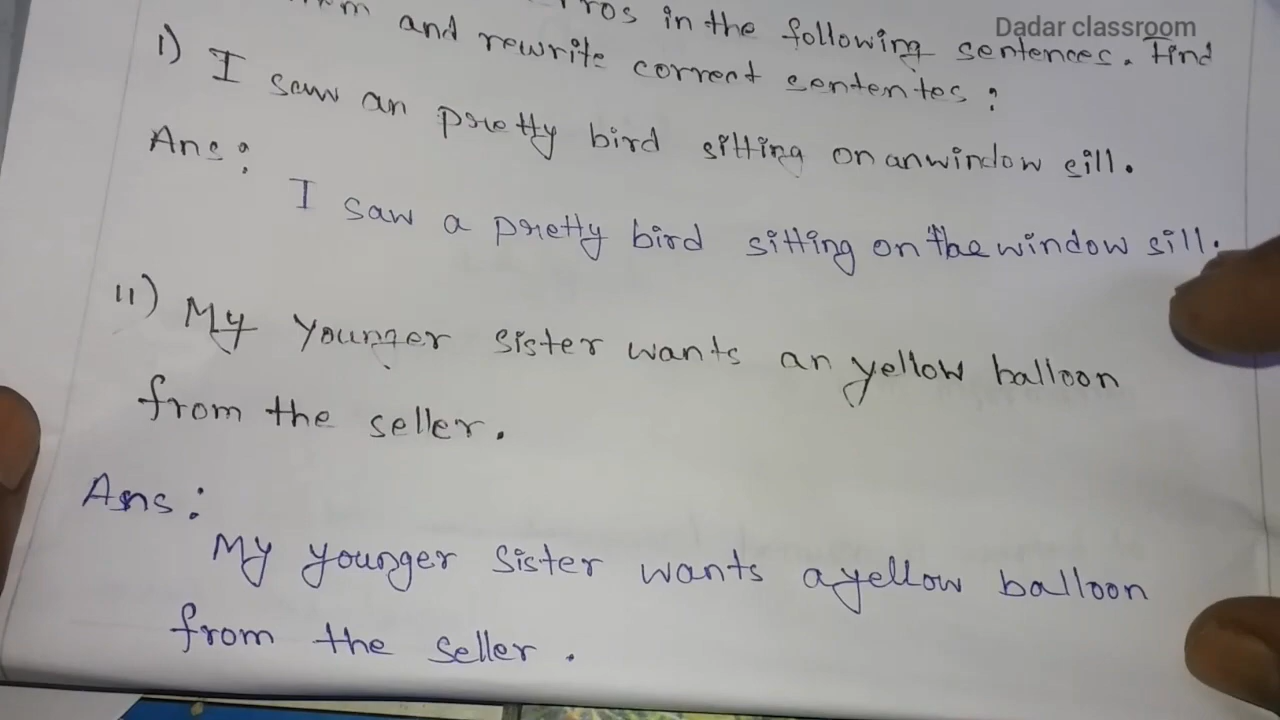 Dadar classroom
in the following sentences. Find
and rewrite correct sententes :
i) I saw an pretty bird sitting on an window sill.
Ans :
I saw a pretty bird sitting on the window sill.
ii) My younger sister wants an yellow balloon
from the seller.
Ans :
My younger sister wants a yellow balloon
from the seller.